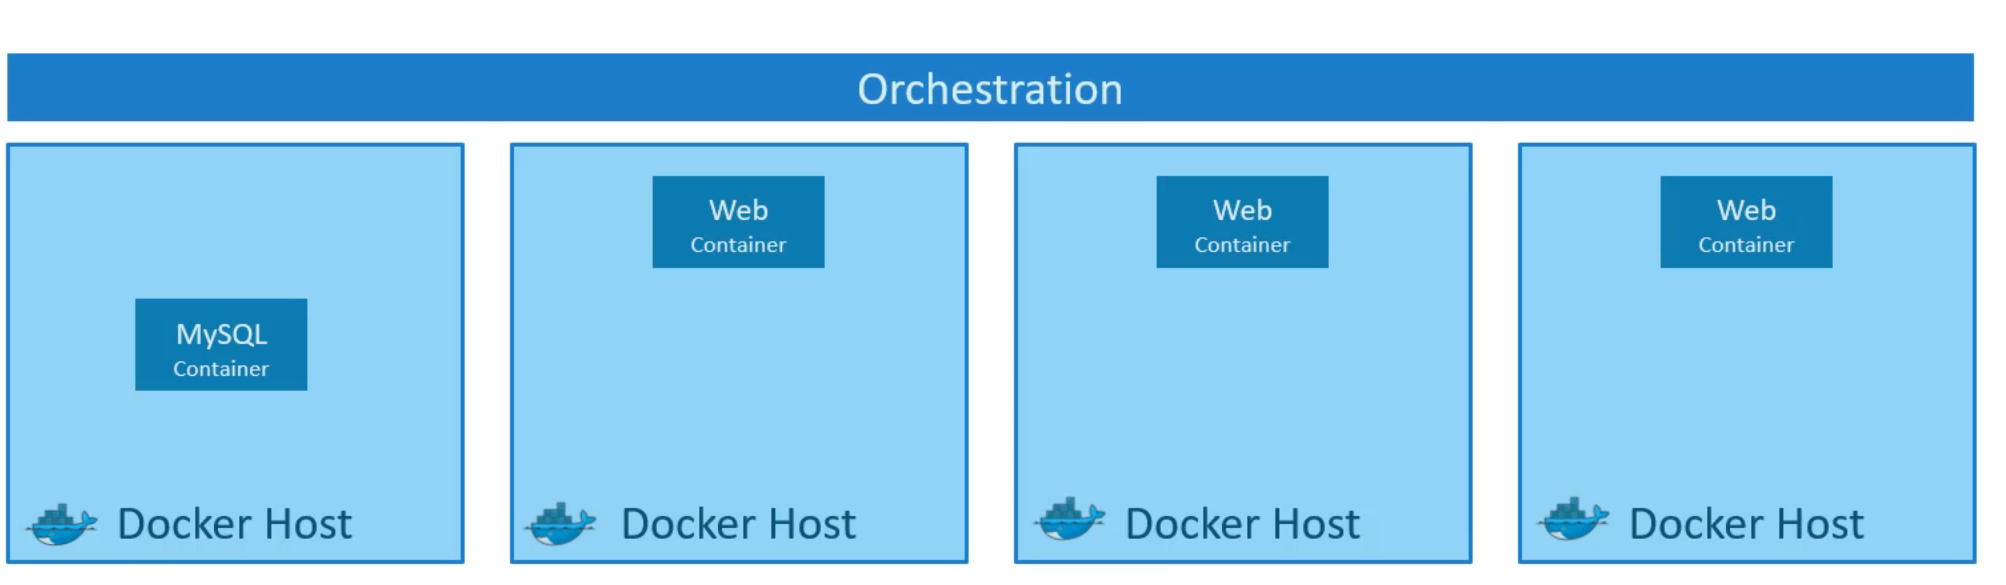 Orchestration
MySQL
Container
Docker Host
Web
Container
Docker Host
Web
Container
Docker Host
Web
Container
Docker Host